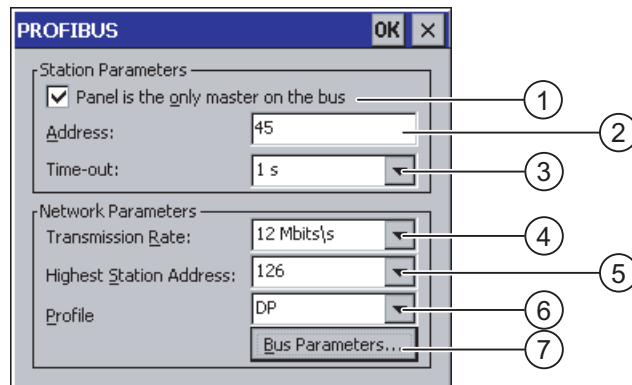 PROFIBUS OK ×
Station Parameters
Panel is the only master on the bus 1
Address: 45 2
Time-out: 1 s 3
Network Parameters
Transmission Rate: 12 Mbits\s 4
Highest Station Address: 126 5
Profile DP 6
Bus Parameters... 7